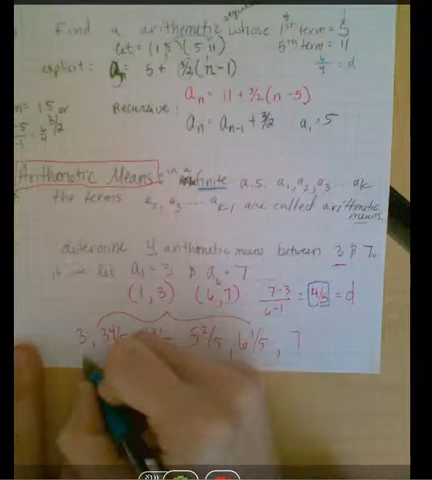 sequence
Find a arithmetic whose 1st term = 5
let = (1,5) (5,11) 5th term = 11
explicit: an = 5 + 3/2(n-1) = d
an = 11 + 3/2(n-5)
Recursive:
an = an-1 + 3/2 a1 = 5
Arithmetic Means: in a finite a.s. a1, a2, a3 ... ak
the terms a2, a3 ... ak-1 are called arithmetic
means
determine 4 arithmetic means between 3 & 7.
if we let a1 = 3 & a6 = 7
(1,3) (6,7) 7-3/6-1 = 4/5 = d
3, 3 4/5 5 2/5, 6 1/5, 7